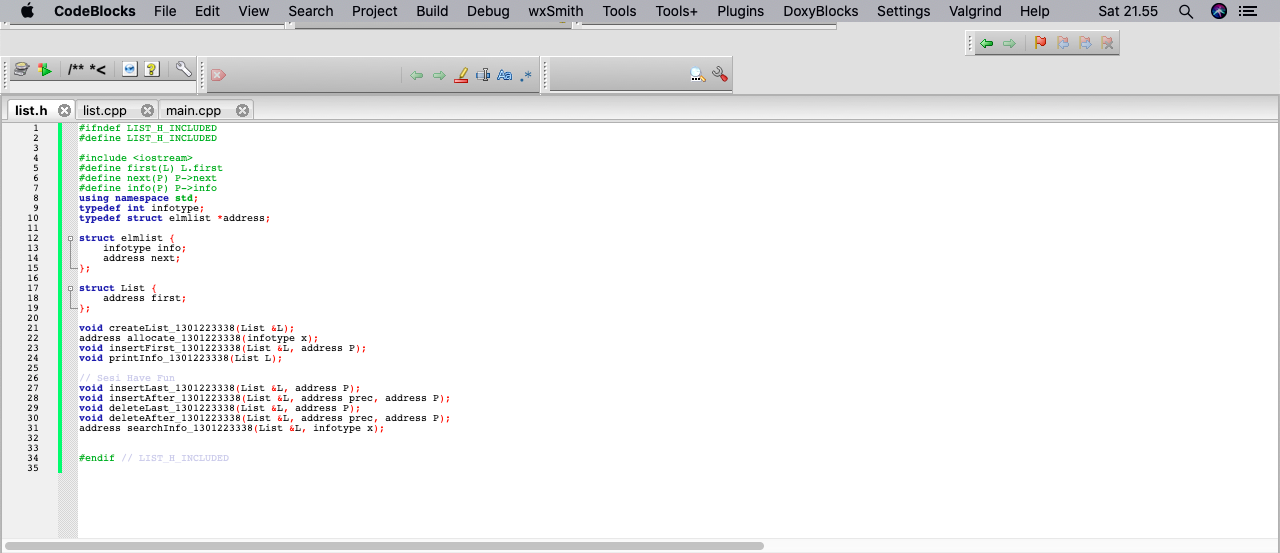 CodeBlocks File Edit View Search Project Build Debug wxSmith Tools Tools+ Plugins DoxyBlocks Settings Valgrind Help Sat 21.55
/** *< Aa .*
list.h list.cpp main.cpp
1 #ifndef LIST_H_INCLUDED
2 #define LIST_H_INCLUDED
3
4 #include <iostream>
5 #define first(L) L.first
6 #define next(P) P->next
7 #define info(P) P->info
8 using namespace std;
9 typedef int infotype;
10 typedef struct elmlist *address;
11
12 struct elmlist {
13 infotype info;
14 address next;
15 };
16
17 struct List {
18 address first;
19 };
20
21 void createList_1301223338(List &L);
22 address allocate_1301223338(infotype x);
23 void insertFirst_1301223338(List &L, address P);
24 void printInfo_1301223338(List L);
25
26 // Sesi Have Fun
27 void insertLast_1301223338(List &L, address P);
28 void insertAfter_1301223338(List &L, address prec, address P);
29 void deleteLast_1301223338(List &L, address P);
30 void deleteAfter_1301223338(List &L, address prec, address P);
31 address searchInfo_1301223338(List &L, infotype x);
32
33
34 #endif // LIST_H_INCLUDED
35